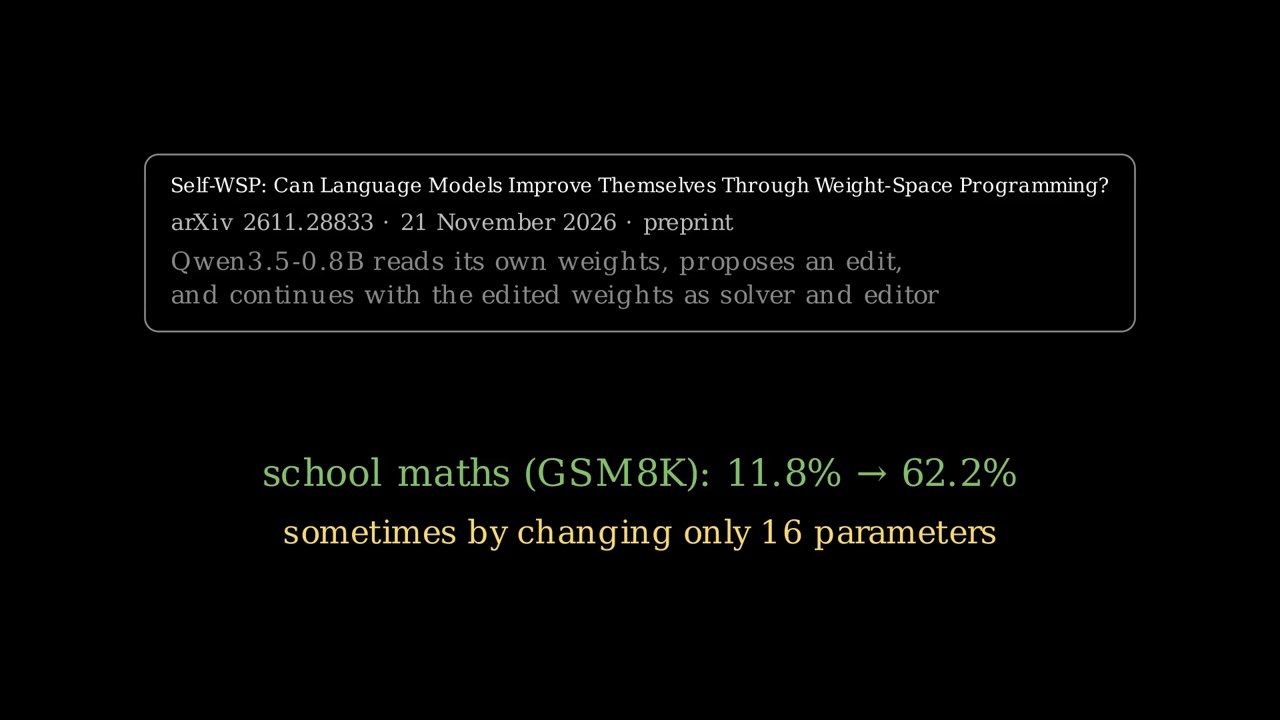 Self-WSP: Can Language Models Improve Themselves Through Weight-Space Programming?
arXiv 2611.28833 · 21 November 2026 · preprint
Qwen3.5-0.8B reads its own weights, proposes an edit,
and continues with the edited weights as solver and editor
school maths (GSM8K): 11.8% → 62.2%
sometimes by changing only 16 parameters